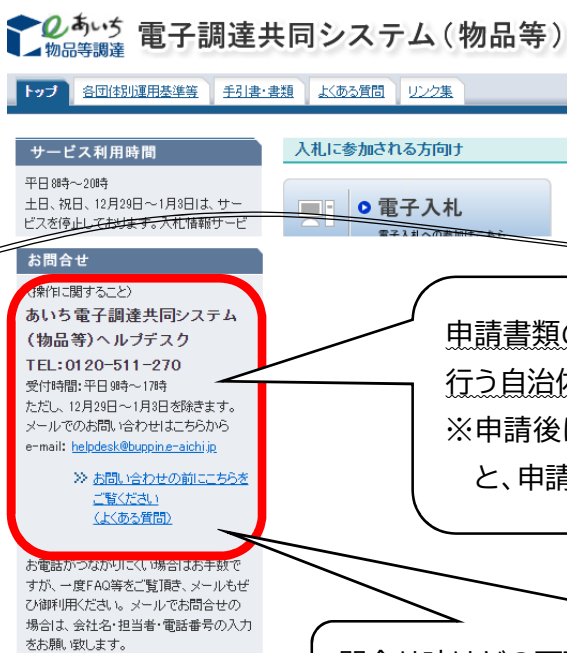 あいち
物品等調達
電子調達共同システム（物品等）
トップ
各団体別運用基準等
手引書・書類
よくある質問
リンク集
サービス利用時間
平日8時～20時
土日、祝日、12月29日～1月3日は、サー
ビスを停止しております。入札情報サービ
入札に参加される方向け
電子入札
電子入札への参加はこちら
お問合せ
(操作に関すること)
あいち電子調達共同システム
（物品等）ヘルプデスク
TEL:0120-511-270
受付時間：平日9時～17時
ただし、12月29日～1月3日を除きます。
メールでのお問い合わせはこちらから
e-mail: helpdesk@buppin.e-aichi.jp
お問い合わせの前にこちらを
ご覧ください
(よくある質問)
お電話がつながりにくい場合はお手数で
すが、一度FAQ等をご覧頂き、メールもぜ
ひ御利用ください。メールでお問合せの
場合は、会社名・担当者・電話番号の入力
をお願い致します。
申請書類の
行う自治体
※申請後に
と、申請